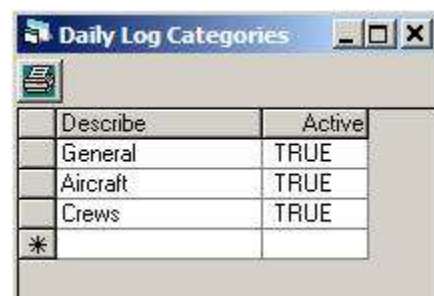 Daily Log Categories
Describe Active
General TRUE
Aircraft TRUE
Crews TRUE